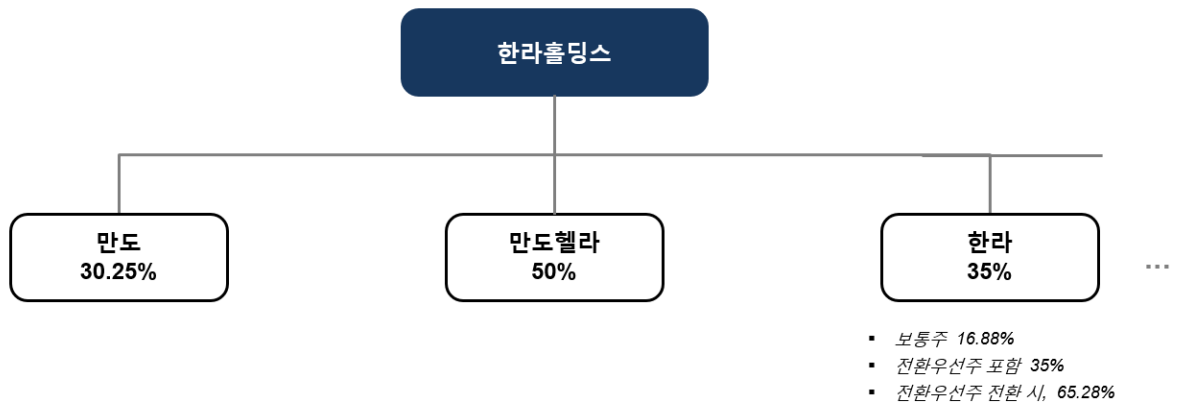 한라홀딩스
만도
30.25%
만도헬라
50%
한라
35%
...
▪ 보통주 16.88%
▪ 전환우선주 포함 35%
▪ 전환우선주 전환 시, 65.28%